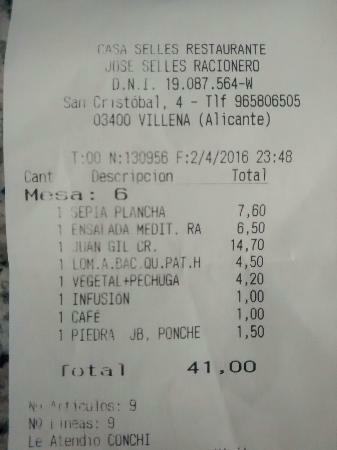 CASA SELLES RESTAURANTE
JOSE SELLES RACIONERO
D.N.I. 19.087.564-W
San Cristóbal, 4 - Tlf 965806505
03400 VILLENA (Alicante)
T:00 N:130956 F:2/4/2016 23:48
Cant Descripcion Total
Mesa: 6
1 SEPIA PLANCHA 7,60
1 ENSALADA MEDIT. RA 6,50
1 JUAN GIL CR. 14,70
1 LOM.A.BAC.QU.PAT.H 4,50
1 VEGETAL+PECHUGA 4,20
1 INFUSIÓN 1,00
1 CAFÉ 1,00
1 PIEDRA JB, PONCHE 1,50
Total 41,00
Nº Artículos: 9
Nº Líneas: 9
Le Atendio CONCHI